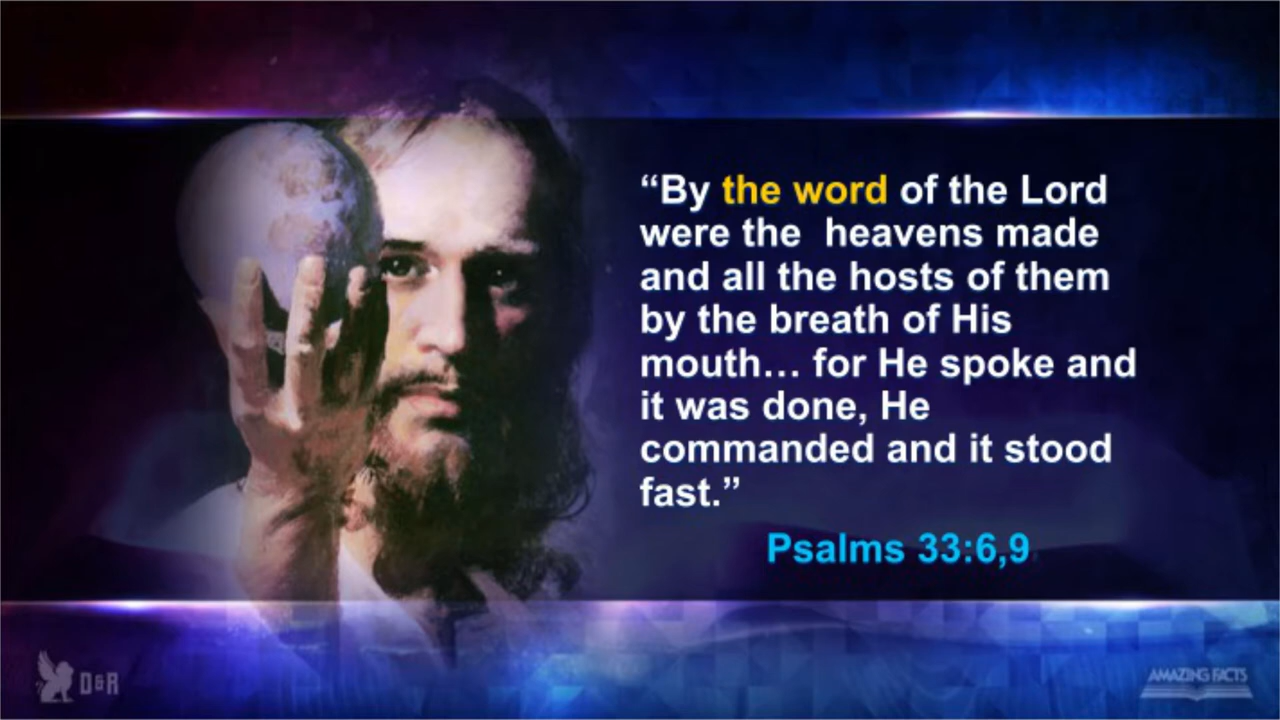 “By the word of the Lord
were the  heavens made
and all the hosts of them
by the breath of His
mouth… for He spoke and
it was done, He
commanded and it stood
fast.”
Psalms 33:6,9
D&R
AMAZING FACTS